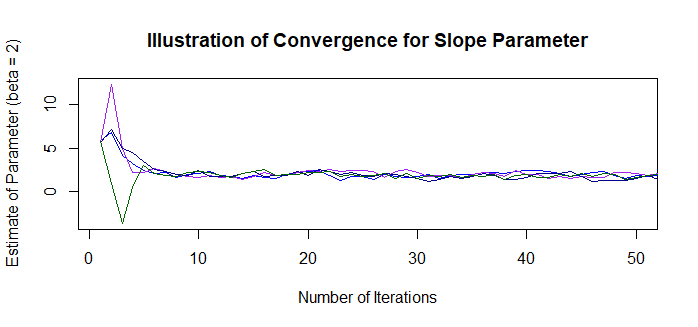 Illustration of Convergence for Slope Parameter
Estimate of Parameter (beta = 2)
10
5
0
0 10 20 30 40 50
Number of Iterations